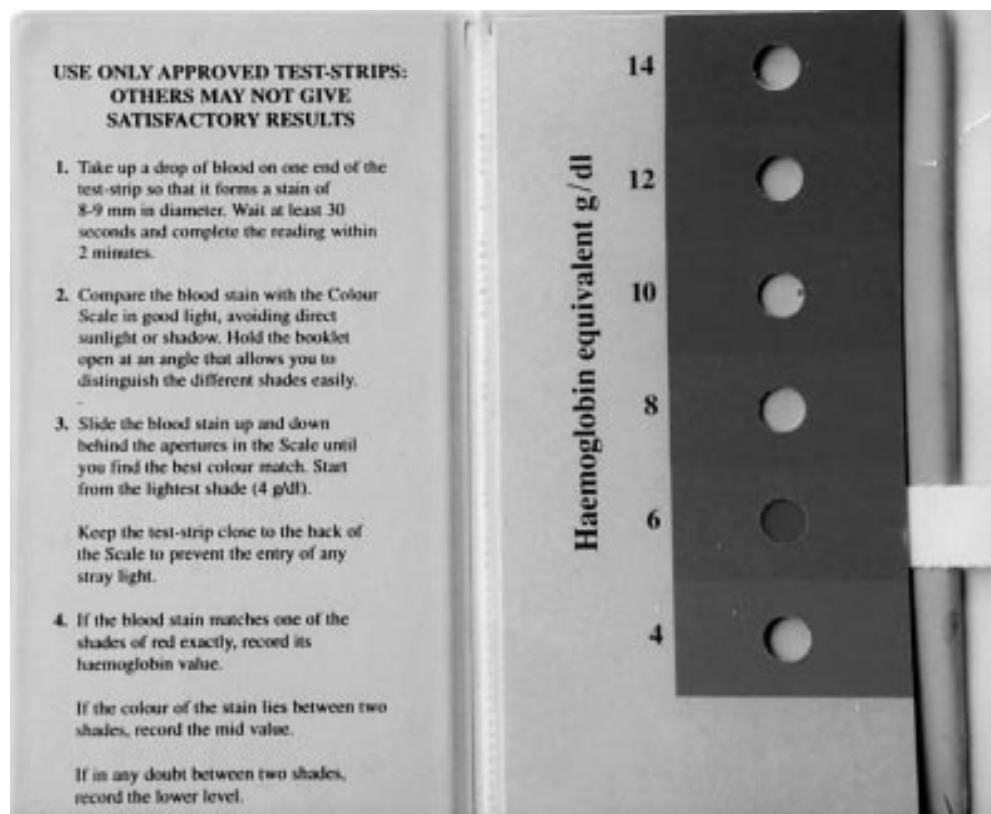 USE ONLY APPROVED TEST-STRIPS:
OTHERS MAY NOT GIVE
SATISFACTORY RESULTS
1. Take up a drop of blood on one end of the
test-strip so that it forms a stain of
8-9 mm in diameter. Wait at least 30
seconds and complete the reading within
2 minutes.
2. Compare the blood stain with the Colour
Scale in good light, avoiding direct
sunlight or shadow. Hold the booklet
open at an angle that allows you to
distinguish the different shades easily.
3. Slide the blood stain up and down
behind the apertures in the Scale until
you find the best colour match. Start
from the lightest shade (4 g/dl).
Keep the test-strip close to the back of
the Scale to prevent the entry of any
stray light.
4. If the blood stain matches one of the
shades of red exactly, record its
haemoglobin value.
If the colour of the stain lies between two
shades, record the mid value.
If in any doubt between two shades,
record the lower level.
Haemoglobin equivalent g/dl
14
12
10
8
6
4